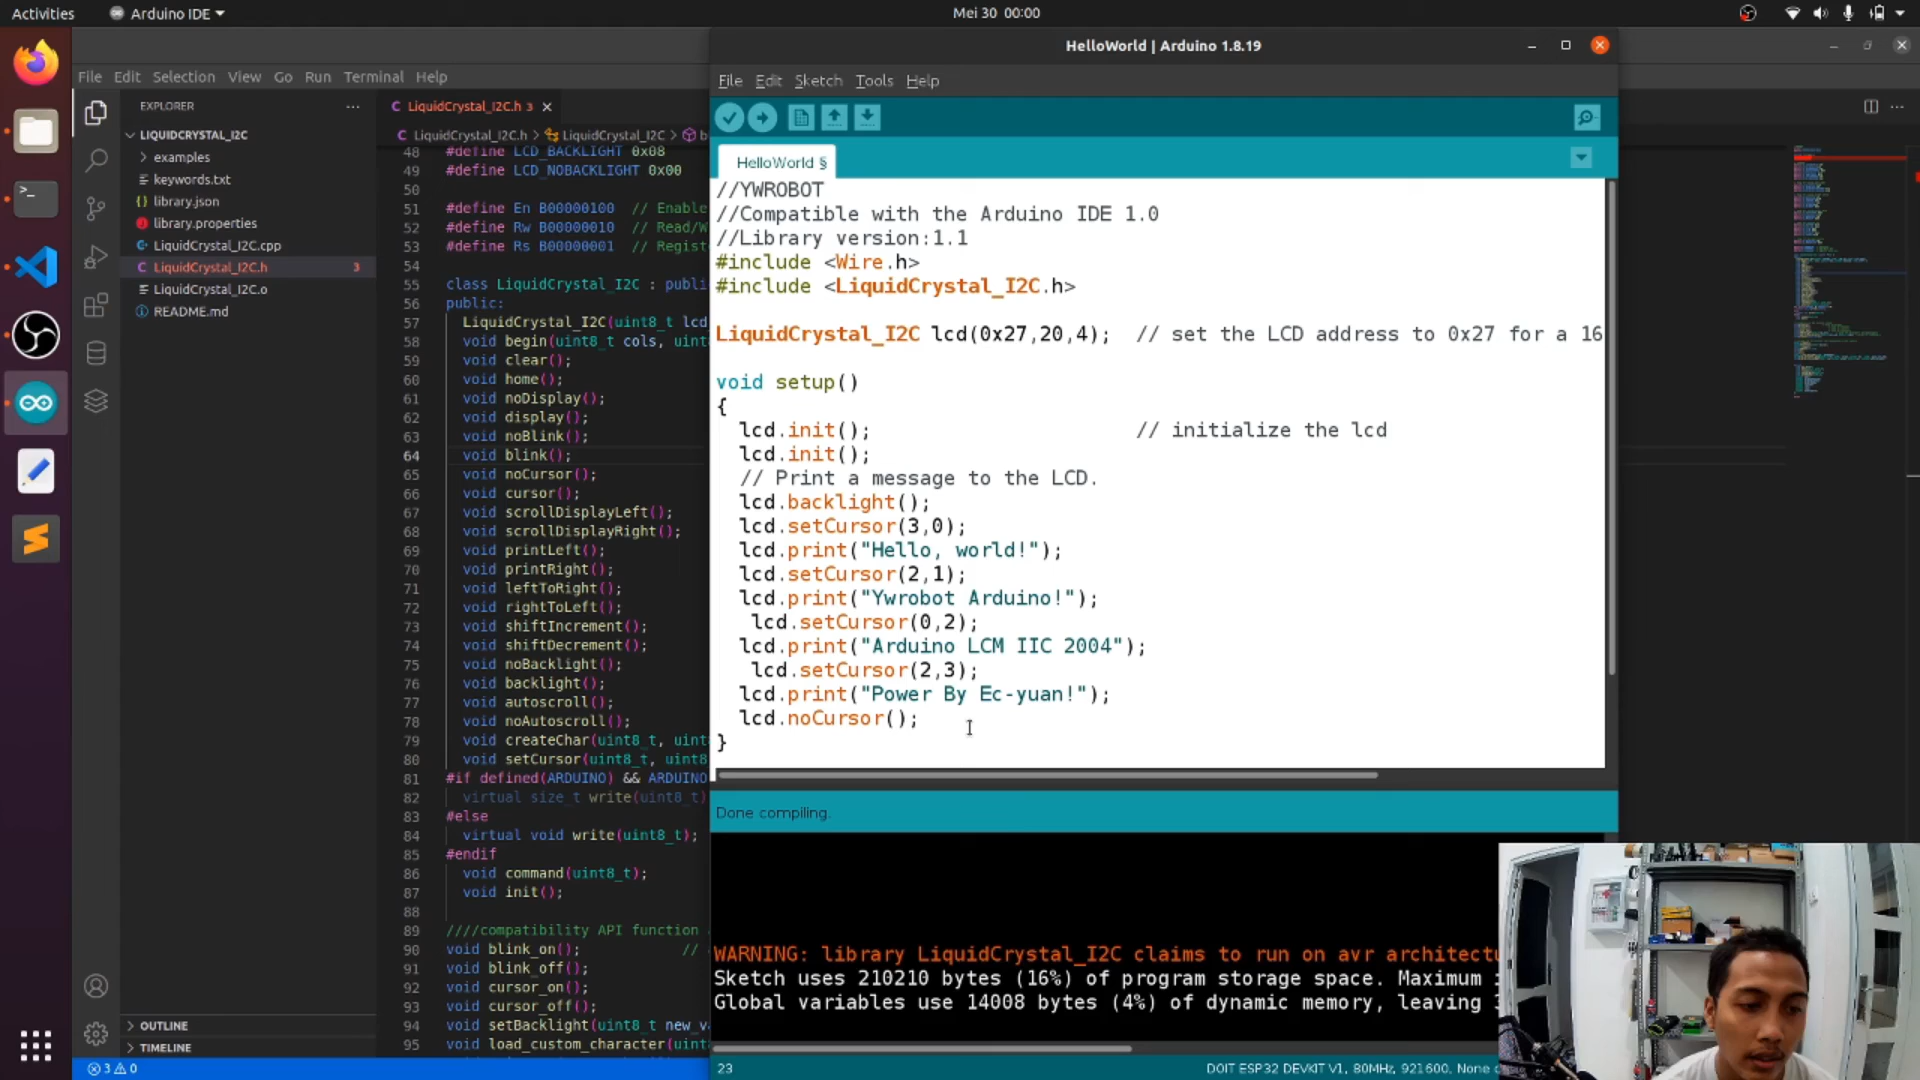 Activities
Arduino IDE
Mei 30 00:00
File Edit Selection View Go Run Terminal Help
EXPLORER
LIQUIDCRYSTAL_I2C
examples
keywords.txt
library.json
library.properties
LiquidCrystal_I2C.cpp
LiquidCrystal_I2C.h 3
LiquidCrystal_I2C.o
README.md
OUTLINE
TIMELINE
3 0
LiquidCrystal_I2C.h 3
LiquidCrystal_I2C.h > LiquidCrystal_I2C >
48 #define LCD_BACKLIGHT 0x08
49 #define LCD_NOBACKLIGHT 0x00
50
51 #define En B00000100 // Enable
52 #define Rw B00000010 // Read/W
53 #define Rs B00000001 // Regist
54
55 class LiquidCrystal_I2C : publi
56 public:
57 LiquidCrystal_I2C(uint8_t lcd
58 void begin(uint8_t cols, uint
59 void clear();
60 void home();
61 void noDisplay();
62 void display();
63 void noBlink();
64 void blink();
65 void noCursor();
66 void cursor();
67 void scrollDisplayLeft();
68 void scrollDisplayRight();
69 void printLeft();
70 void printRight();
71 void leftToRight();
72 void rightToLeft();
73 void shiftIncrement();
74 void shiftDecrement();
75 void noBacklight();
76 void backlight();
77 void autoscroll();
78 void noAutoscroll();
79 void createChar(uint8_t, uint
80 void setCursor(uint8_t, uint8
81 #if defined(ARDUINO) && ARDUINO
82 virtual size_t write(uint8_t)
83 #else
84 virtual void write(uint8_t);
85 #endif
86 void command(uint8_t);
87 void init();
88
89 ////compatibility API function
90 void blink_on(); //
91 void blink_off();
92 void cursor_on();
93 void cursor_off();
94 void setBacklight(uint8_t new_v
95 void load_custom_character(uint
HelloWorld | Arduino 1.8.19
File Edit Sketch Tools Help
HelloWorld §
//YWROBOT
//Compatible with the Arduino IDE 1.0
//Library version:1.1
#include <Wire.h>
#include <LiquidCrystal_I2C.h>
LiquidCrystal_I2C lcd(0x27,20,4); // set the LCD address to 0x27 for a 16
void setup()
{
lcd.init(); // initialize the lcd
lcd.init();
// Print a message to the LCD.
lcd.backlight();
lcd.setCursor(3,0);
lcd.print("Hello, world!");
lcd.setCursor(2,1);
lcd.print("Ywrobot Arduino!");
lcd.setCursor(0,2);
lcd.print("Arduino LCM IIC 2004");
lcd.setCursor(2,3);
lcd.print("Power By Ec-yuan!");
lcd.noCursor();
}
Done compiling.
WARNING: library LiquidCrystal_I2C claims to run on avr architectu
Sketch uses 210210 bytes (16%) of program storage space. Maximum
Global variables use 14008 bytes (4%) of dynamic memory, leaving 3
23
DOIT ESP32 DEVKIT V1, 80MHz, 921600, None o